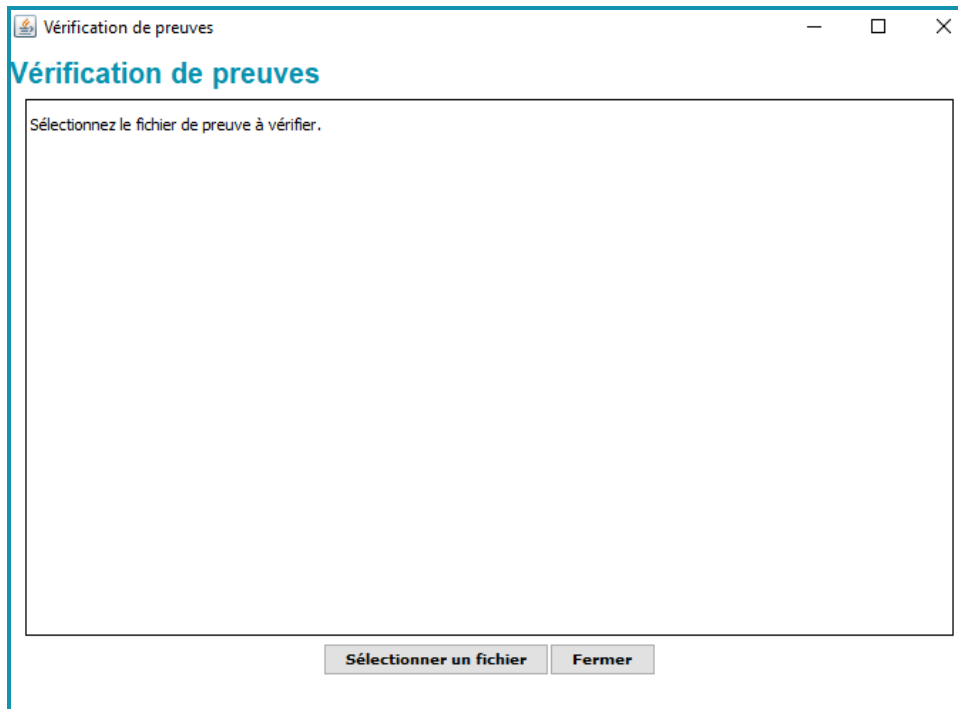 Vérification de preuves
Vérification de preuves
Sélectionnez le fichier de preuve à vérifier.
Sélectionner un fichier Fermer